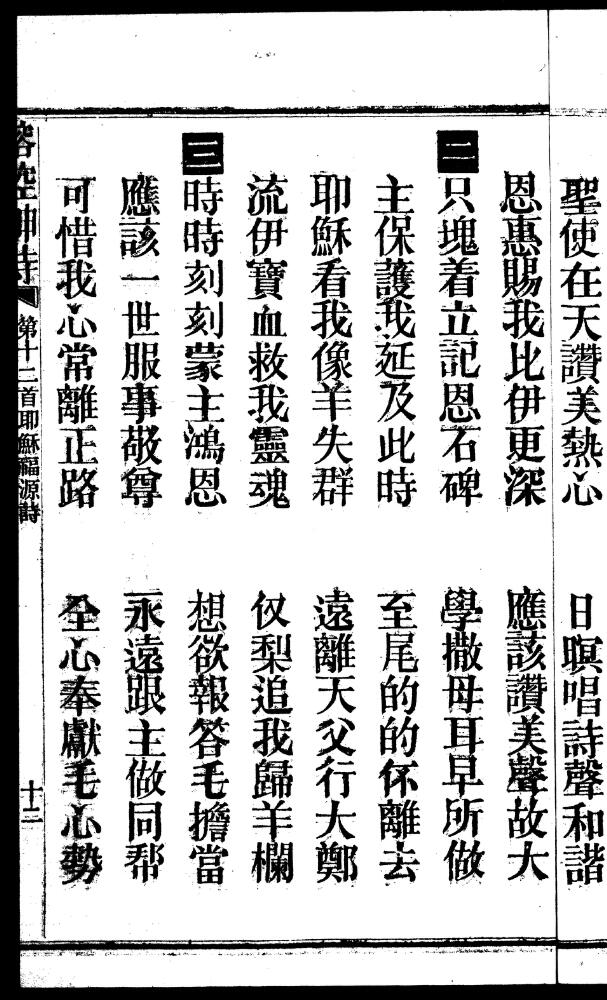 聖使在天讚美熱心　日暝唱詩聲和諧
恩惠賜我比伊更深　應該讚美聲故大
二 只塊着立記恩石碑　學撒母耳早所做
主保護我延及此時　至尾的的伓離去
耶穌看我像羊失群　遠離天父行大鄭
流伊寶血救我靈魂　仅梨追我歸羊欄
三 時時刻刻蒙主鴻恩　想欲報答毛擔當
應該一世服事敬尊　永遠跟主做同帮
可惜我心常離正路　全心奉獻毛心勢
榕腔神詩 第十二首耶穌福源詩 十二